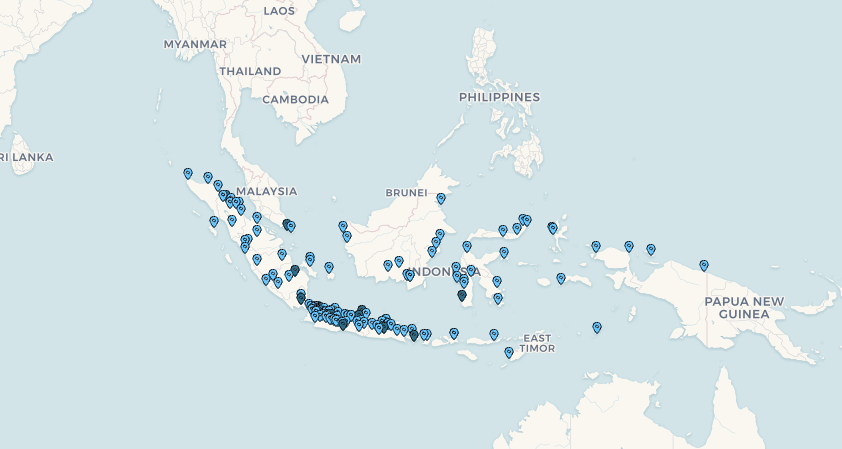 LAOS
MYANMAR
VIETNAM
THAILAND
CAMBODIA
PHILIPPINES
RI LANKA
MALAYSIA
BRUNEI
INDONESIA
PAPUA NEW
GUINEA
EAST
TIMOR